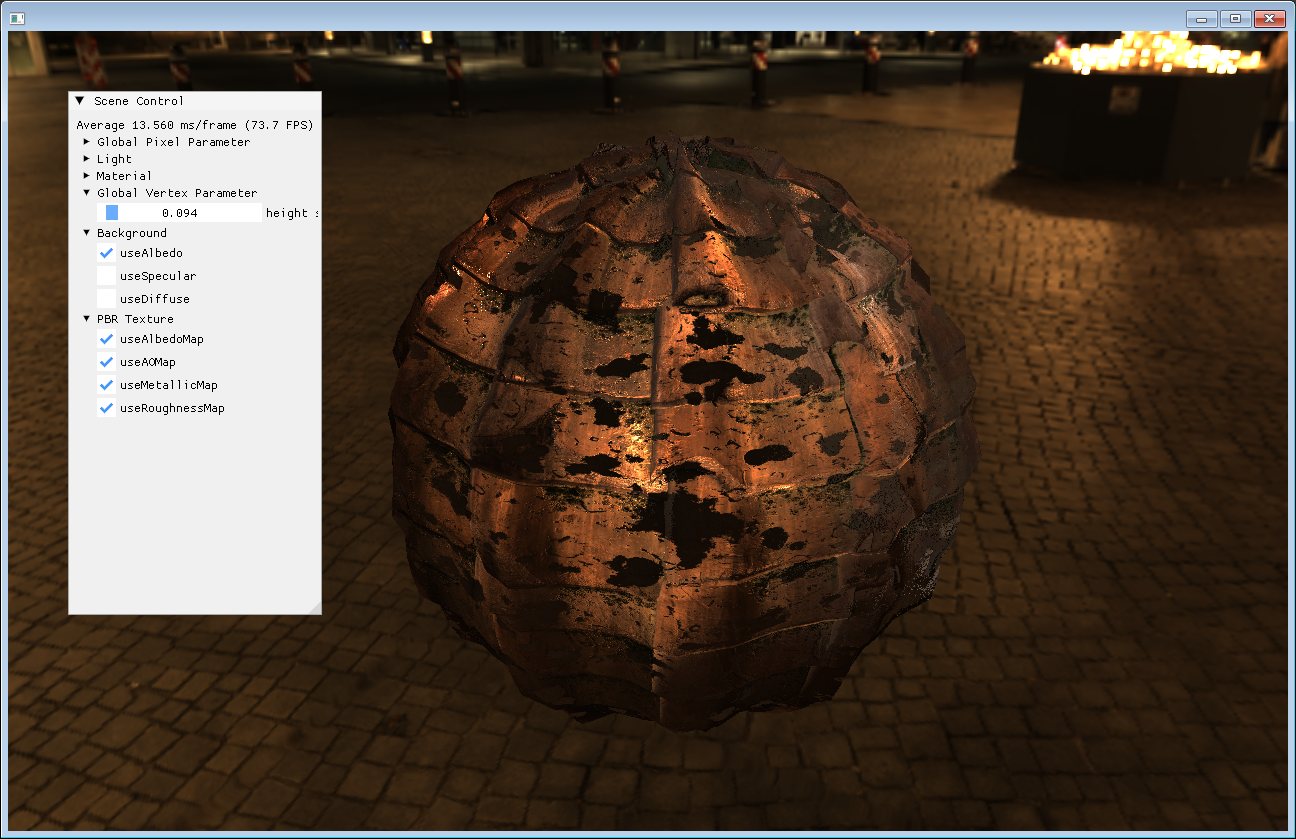 Scene Control
Average 13.560 ms/frame (73.7 FPS)
Global Pixel Parameter
Light
Material
Global Vertex Parameter
0.094 height
Background
useAlbedo
useSpecular
useDiffuse
PBR Texture
useAlbedoMap
useAOMap
useMetallicMap
useRoughnessMap